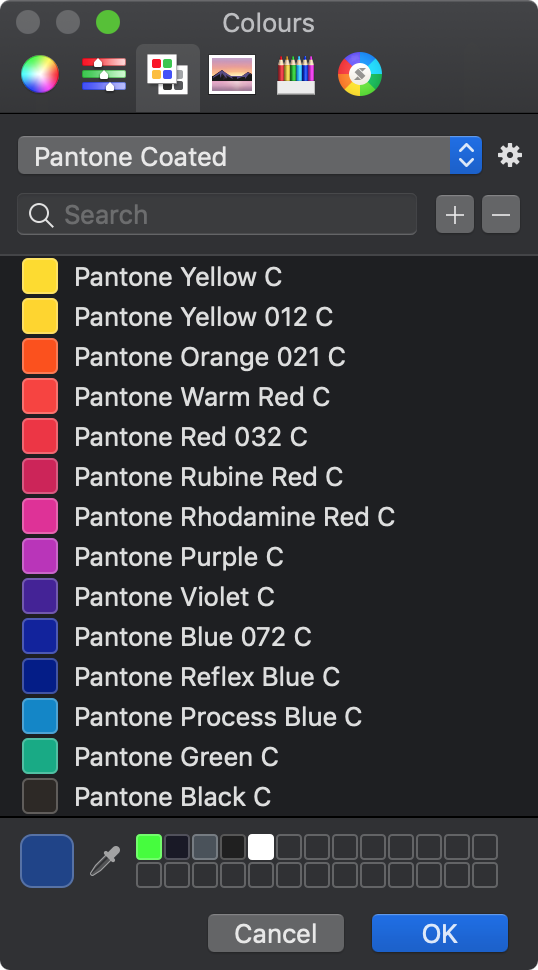 Colours
Pantone Coated
Search
Pantone Yellow C
Pantone Yellow 012 C
Pantone Orange 021 C
Pantone Warm Red C
Pantone Red 032 C
Pantone Rubine Red C
Pantone Rhodamine Red C
Pantone Purple C
Pantone Violet C
Pantone Blue 072 C
Pantone Reflex Blue C
Pantone Process Blue C
Pantone Green C
Pantone Black C
Cancel OK